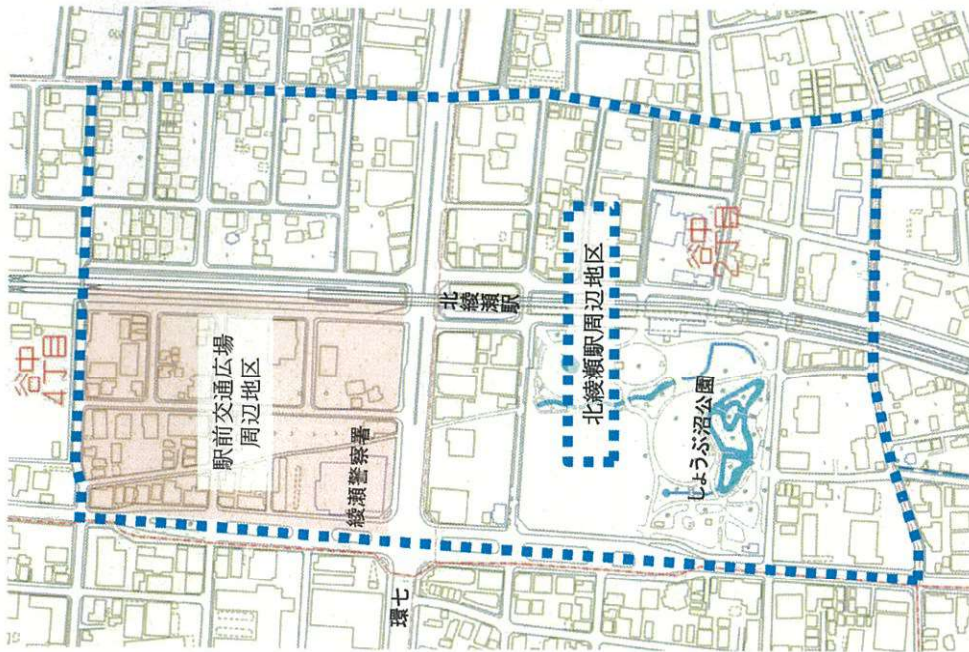 谷中
4丁目
駅前交通広場
周辺地区
綾瀬警察署
環七
北
綾
瀬
駅
北綾瀬駅周辺地区
谷中
2丁目
しょうぶ沼公園